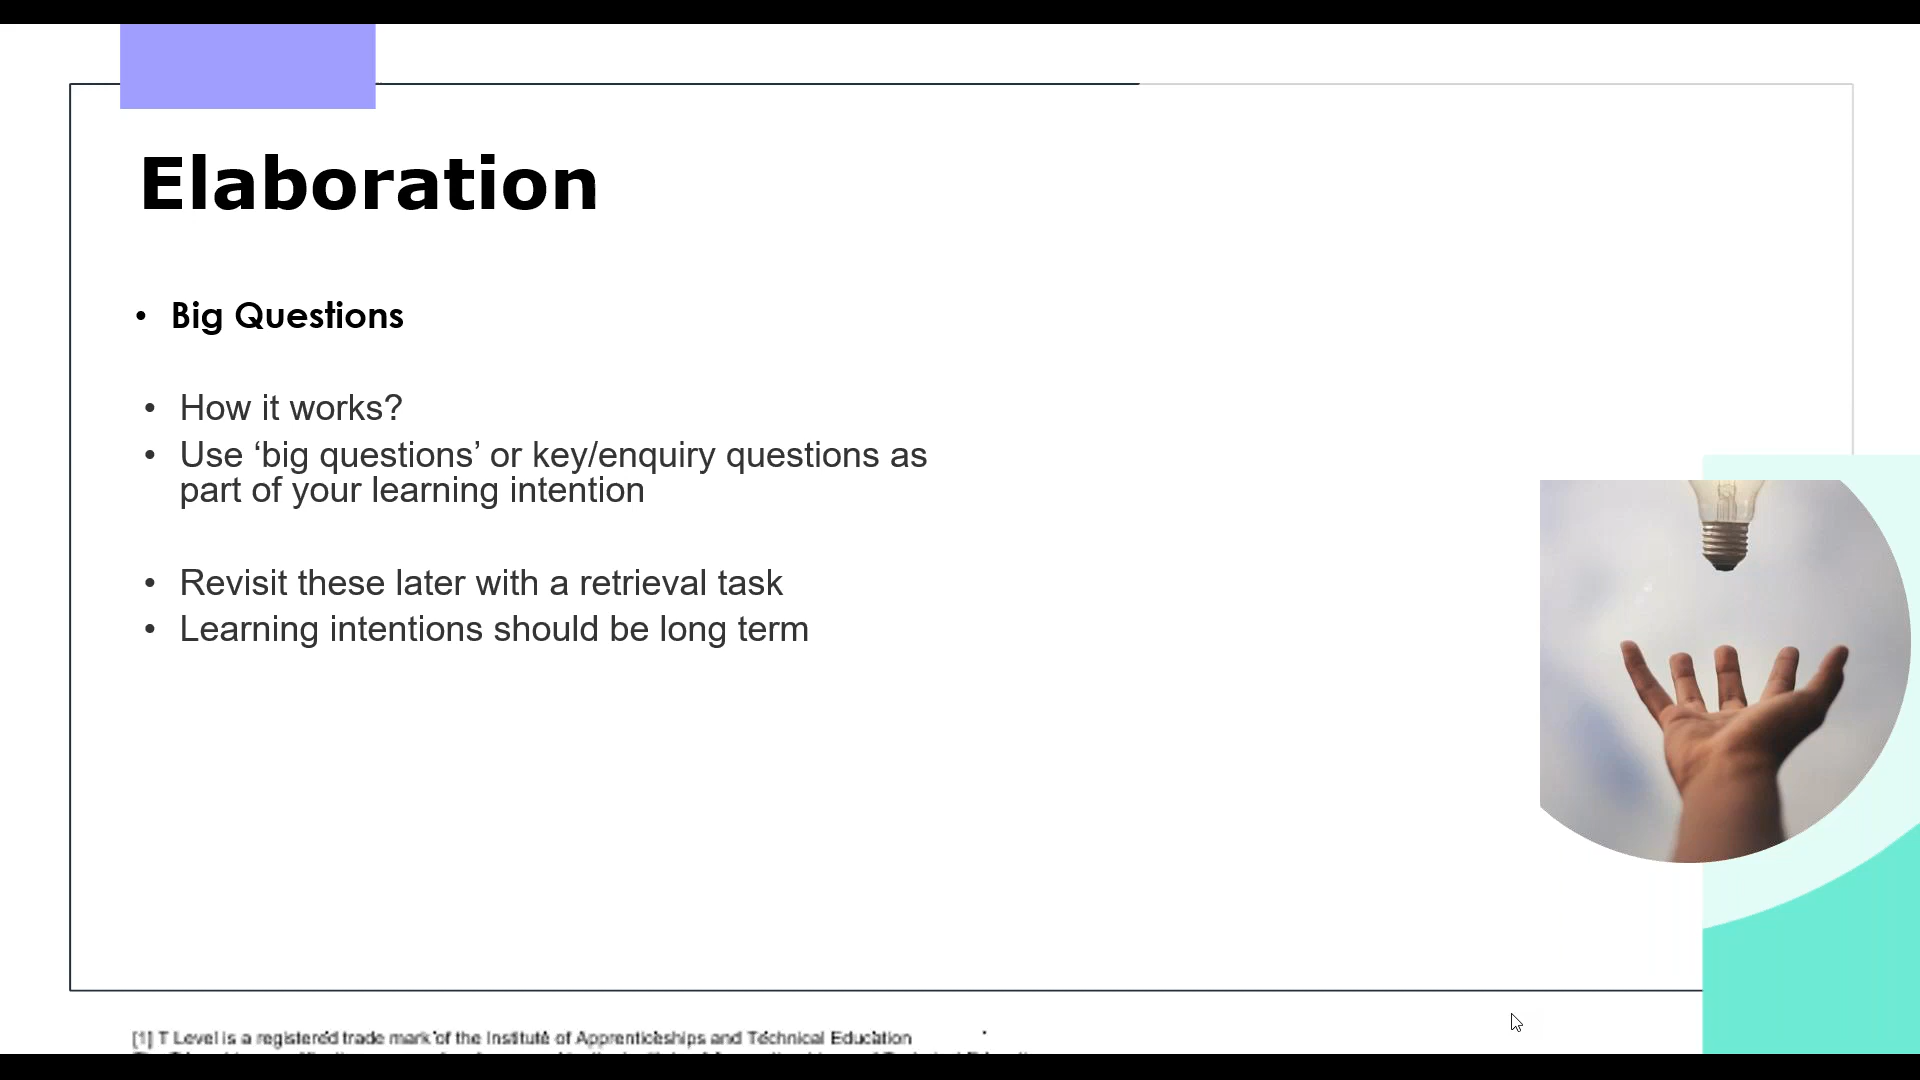 Elaboration
• Big Questions
• How it works?
• Use ‘big questions’ or key/enquiry questions as
part of your learning intention
• Revisit these later with a retrieval task
• Learning intentions should be long term
[1] T Level is a registered trade mark of the Institute of Apprenticeships and Technical Education